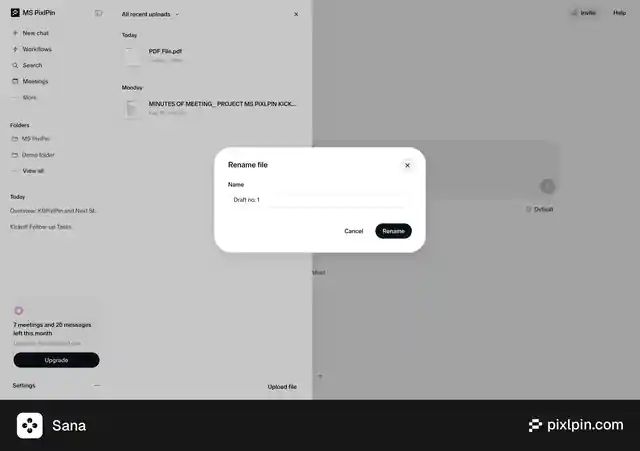 MS PixlPin
New chat
Workflows
Search
Meetings
More
Folders
MS PixlPin
Demo folder
View all
Today
Overview: KBPixlPin and Next St..
Kickoff Follow-up Tasks
7 meetings and 20 messages
left this month
Upgrade
Settings
All recent uploads
Today
PDF File.pdf
Monday
MINUTES OF MEETING_ PROJECT MS PIXLPIN KICK...
Upload file
Invite
Help
Default
Meet
Rename file
Name
Draft no. 1
Cancel
Rename
Sana
pixlpin.com